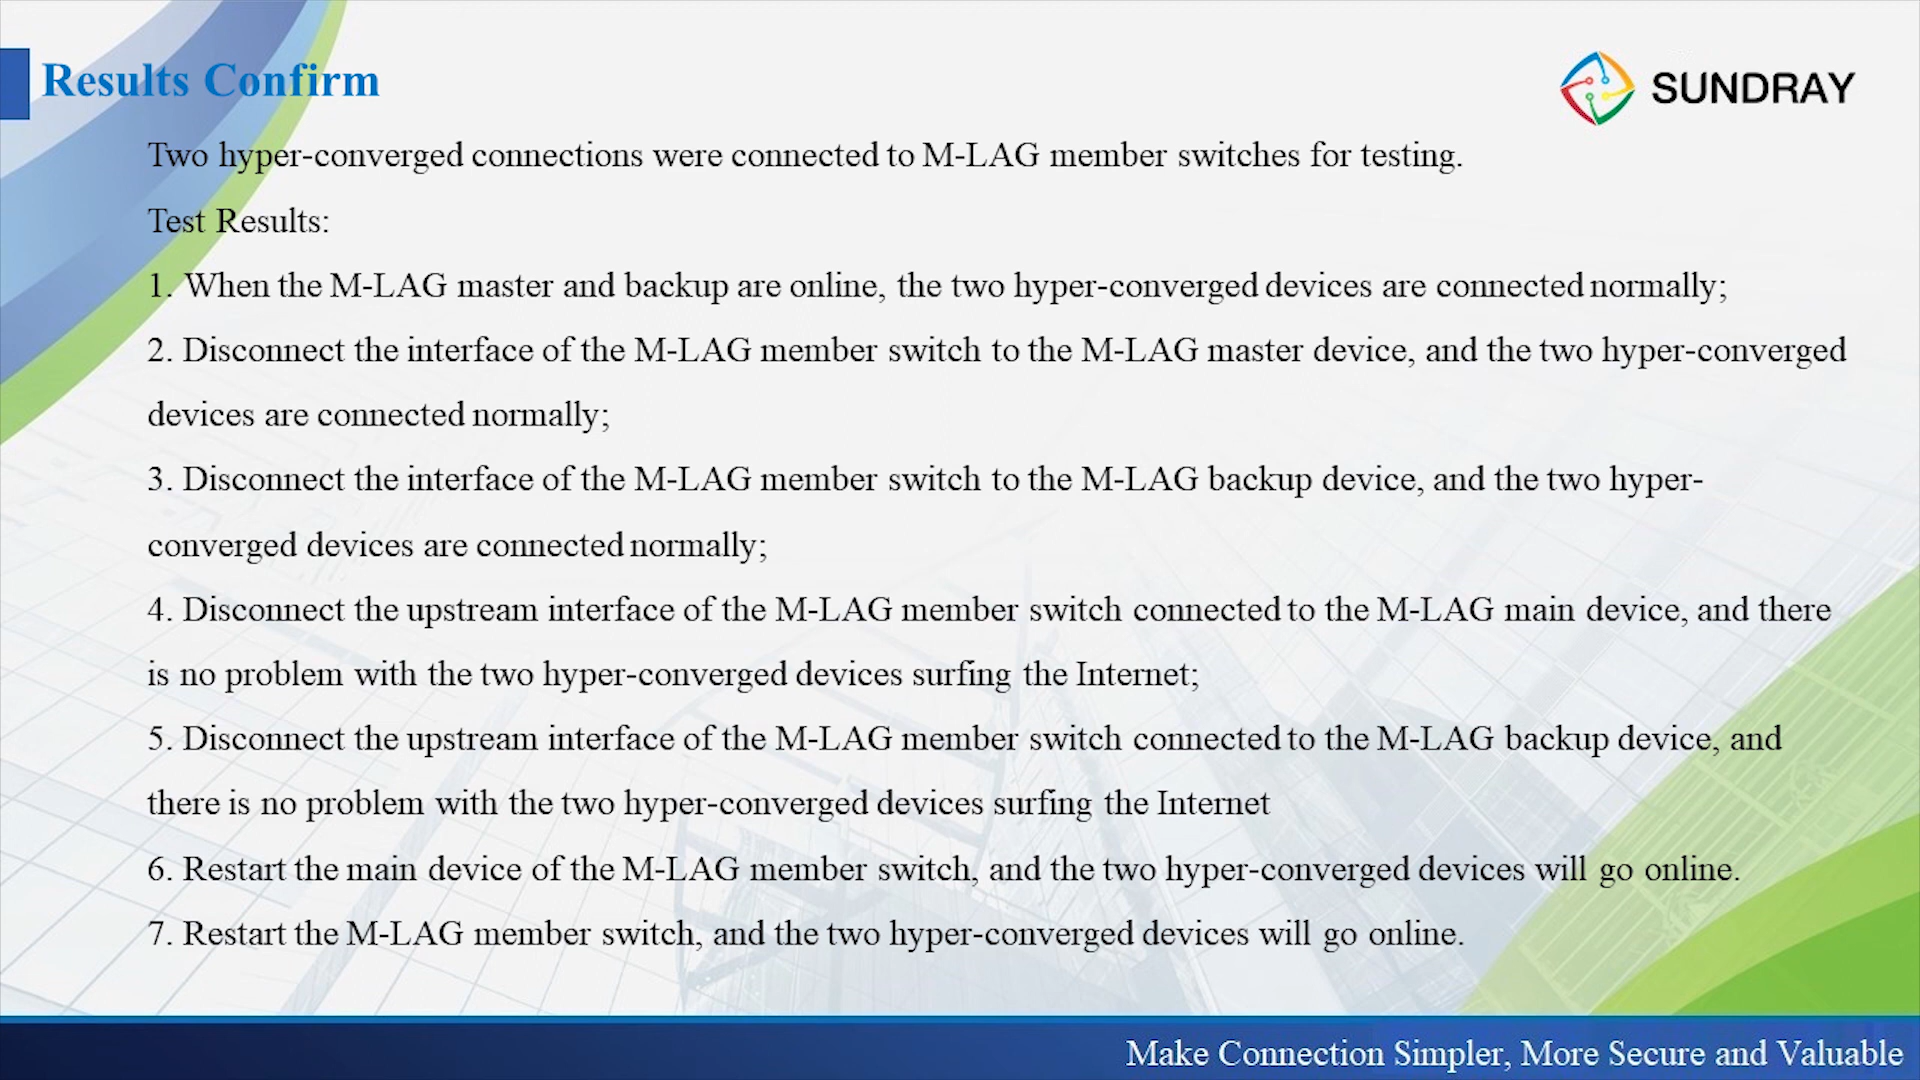 Results Confirm
SUNDRAY
Two hyper-converged connections were connected to M-LAG member switches for testing.
Test Results:
1. When the M-LAG master and backup are online, the two hyper-converged devices are connected normally;
2. Disconnect the interface of the M-LAG member switch to the M-LAG master device, and the two hyper-converged
devices are connected normally;
3. Disconnect the interface of the M-LAG member switch to the M-LAG backup device, and the two hyper-
converged devices are connected normally;
4. Disconnect the upstream interface of the M-LAG member switch connected to the M-LAG main device, and there
is no problem with the two hyper-converged devices surfing the Internet;
5. Disconnect the upstream interface of the M-LAG member switch connected to the M-LAG backup device, and
there is no problem with the two hyper-converged devices surfing the Internet
6. Restart the main device of the M-LAG member switch, and the two hyper-converged devices will go online.
7. Restart the M-LAG member switch, and the two hyper-converged devices will go online.
Make Connection Simpler, More Secure and Valuable